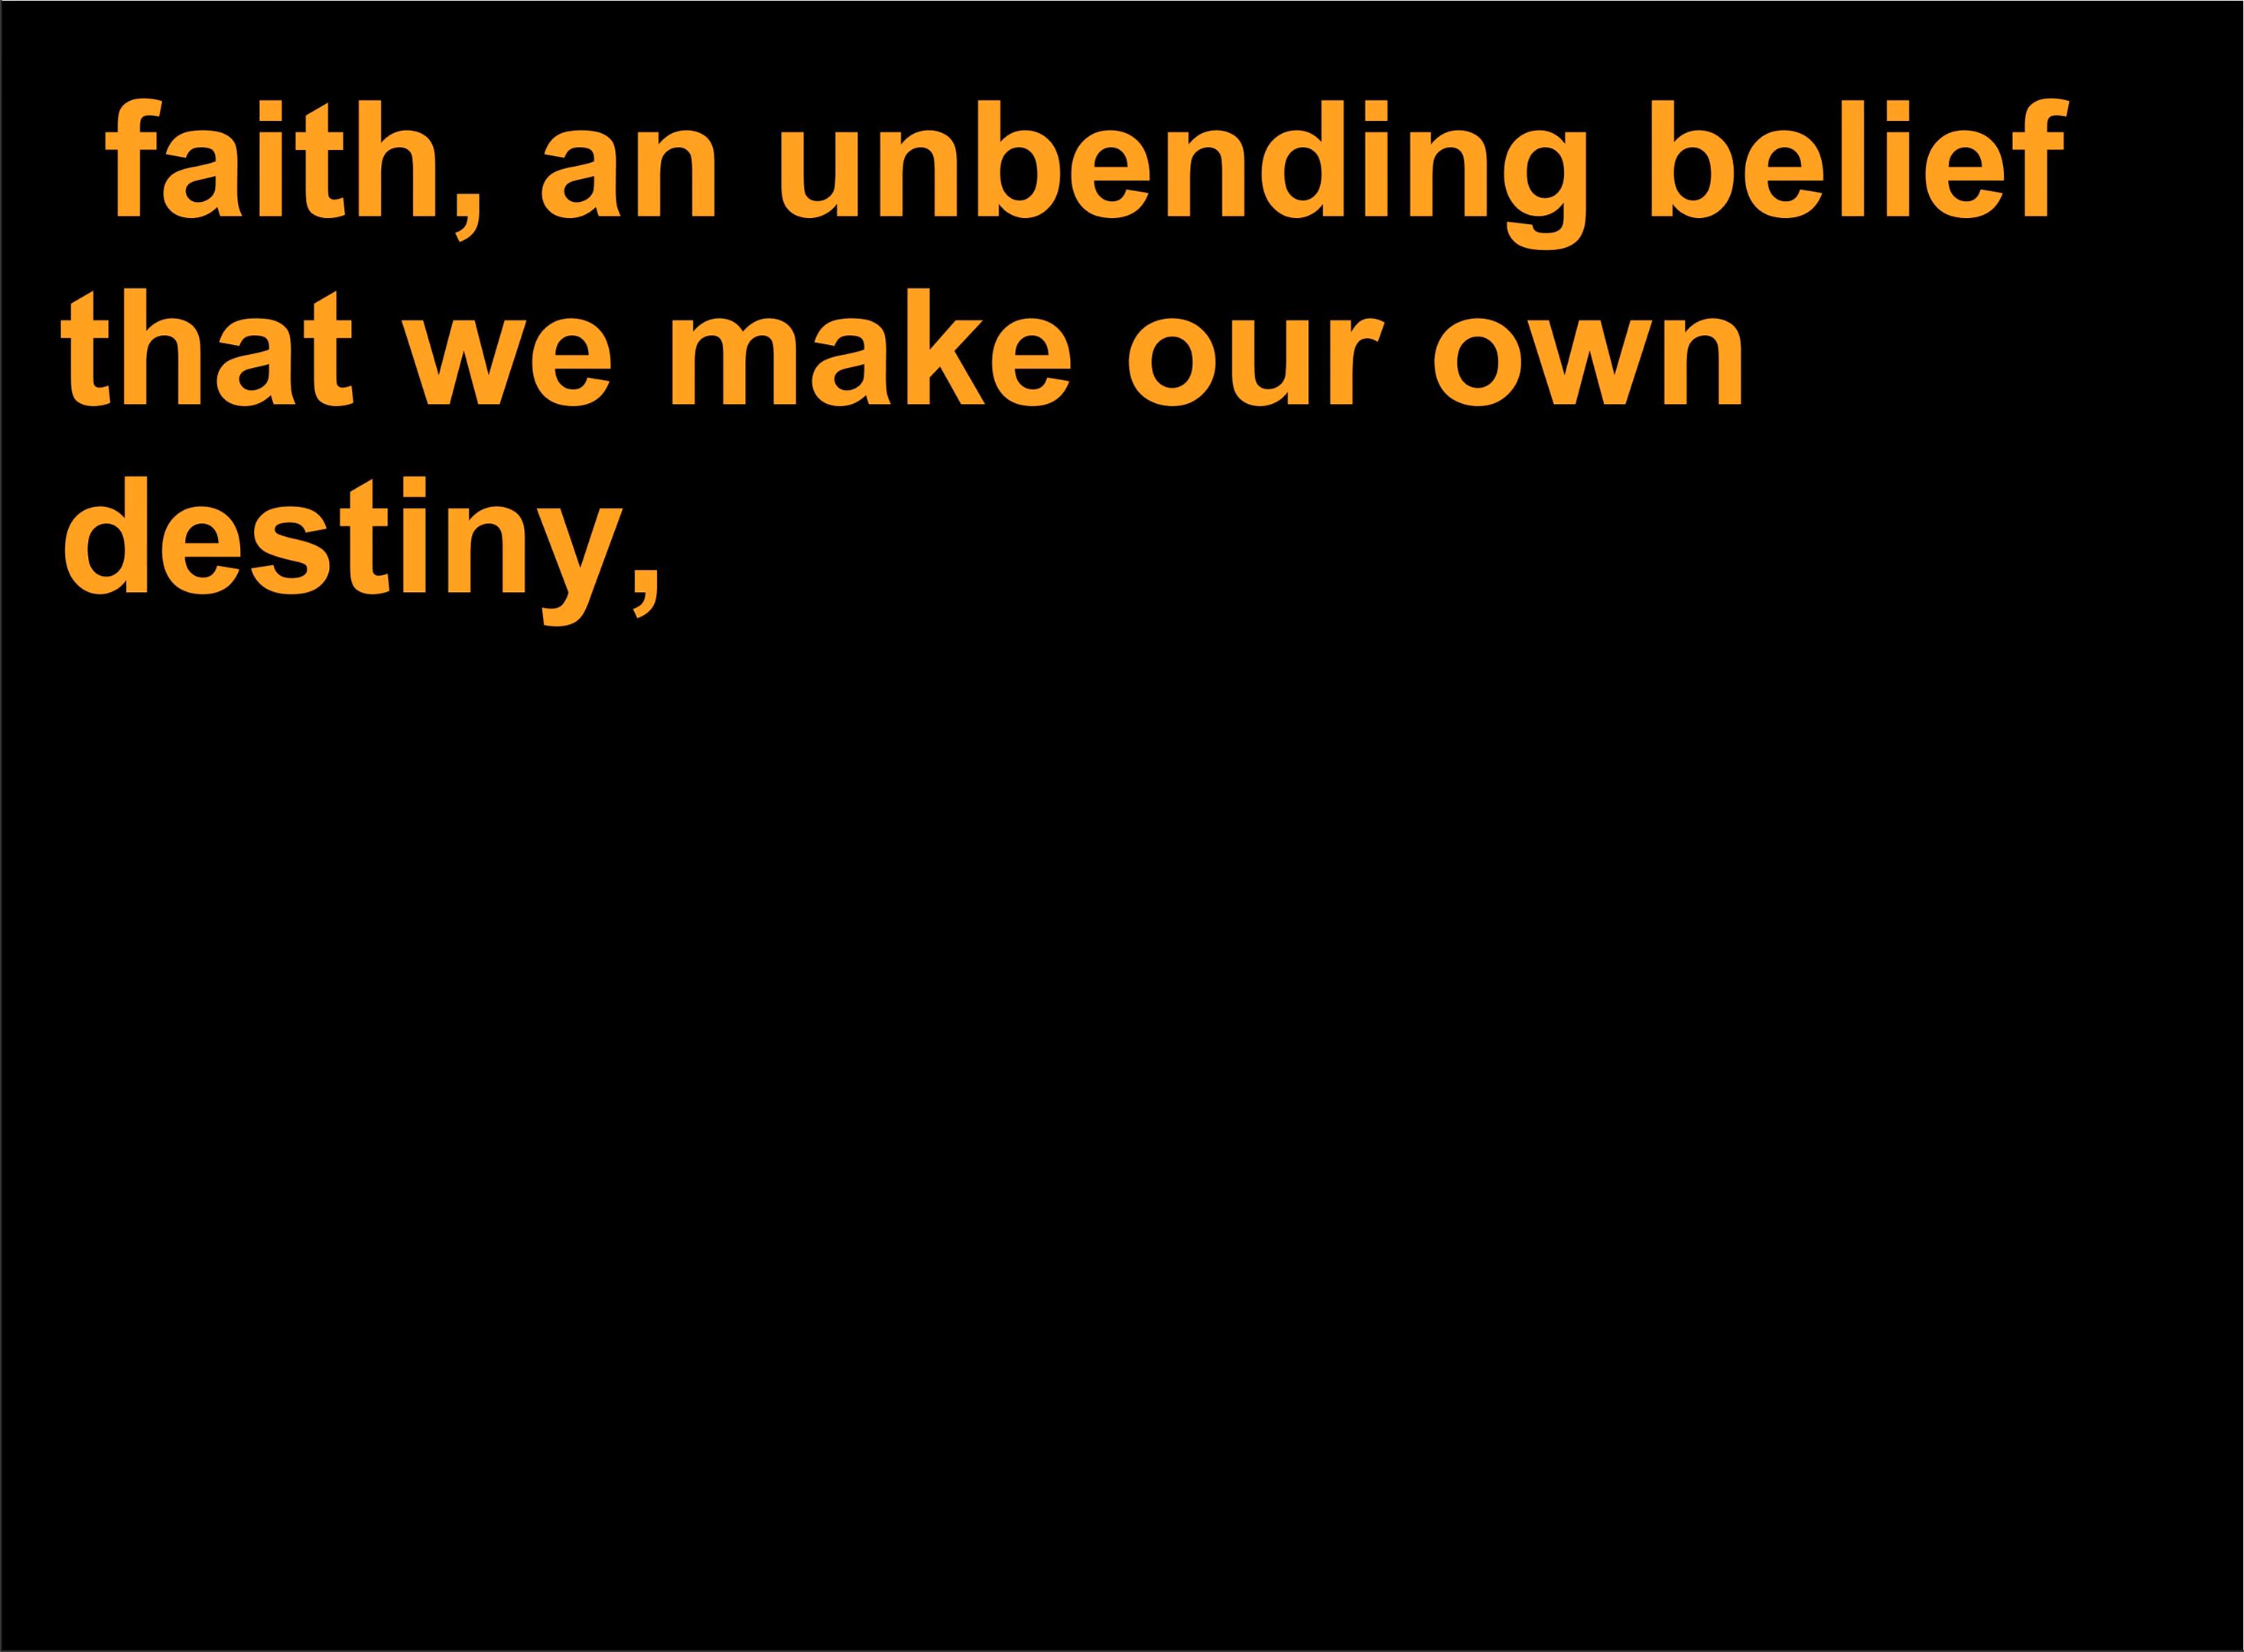 faith, an unbending belief
that we make our own
destiny,